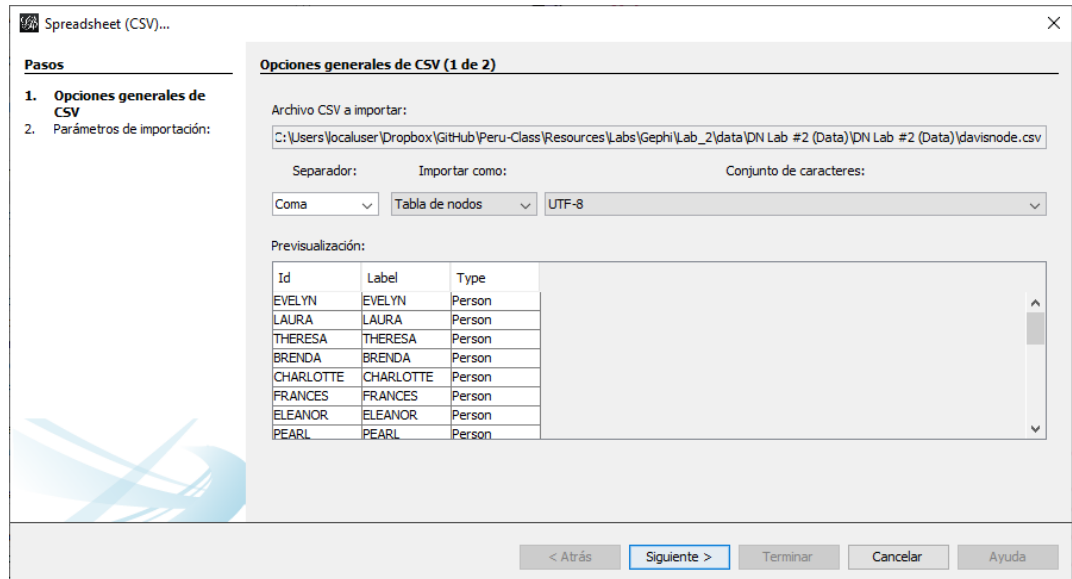 Spreadsheet (CSV)...
Pasos
1. Opciones generales de
CSV
2. Parámetros de importación:
Opciones generales de CSV (1 de 2)
Archivo CSV a importar:
C:\Users\localuser\Dropbox\GitHub\Peru-Class\Resources\Labs\Gephi\Lab_2\data\DN Lab #2 (Data)\DN Lab #2 (Data)\davisnode.csv
Separador: Importar como: Conjunto de caracteres:
Coma Tabla de nodos UTF-8
Previsualización:
Id Label Type
EVELYN EVELYN Person
LAURA LAURA Person
THERESA THERESA Person
BRENDA BRENDA Person
CHARLOTTE CHARLOTTE Person
FRANCES FRANCES Person
ELEANOR ELEANOR Person
PEARL PEARL Person
< Atrás Siguiente > Terminar Cancelar Ayuda